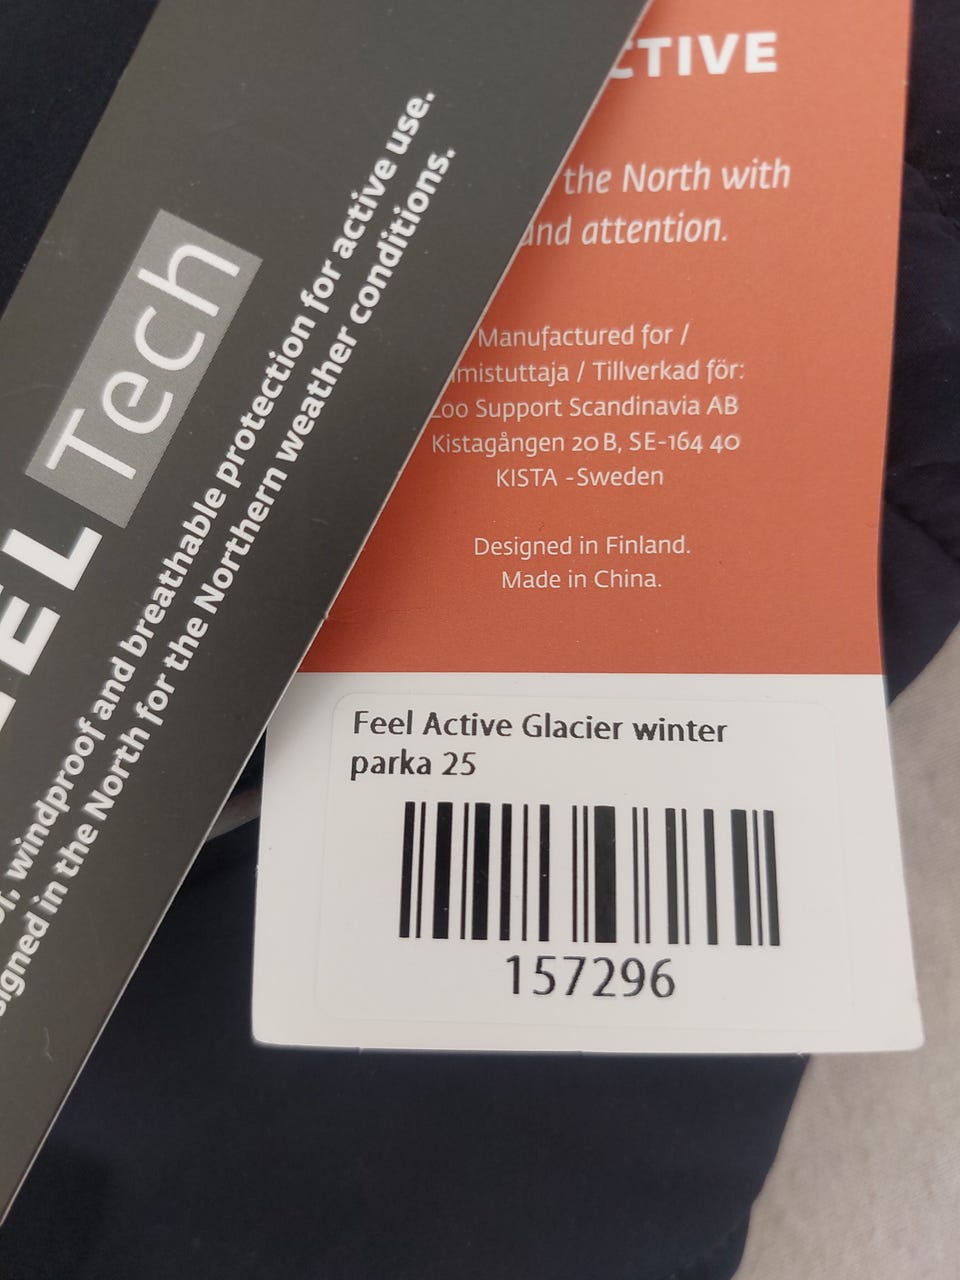 Tech
windproof and breathable protection for active use.
in the North for the Northern weather conditions.
the North with
attention.
Manufactured for /
/ Tillverkad för:
Support Scandinavia AB
Kistagången 20 B, SE-164 40
KISTA -Sweden
Designed in Finland.
Made in China.
Feel Active Glacier winter
parka 25
157296